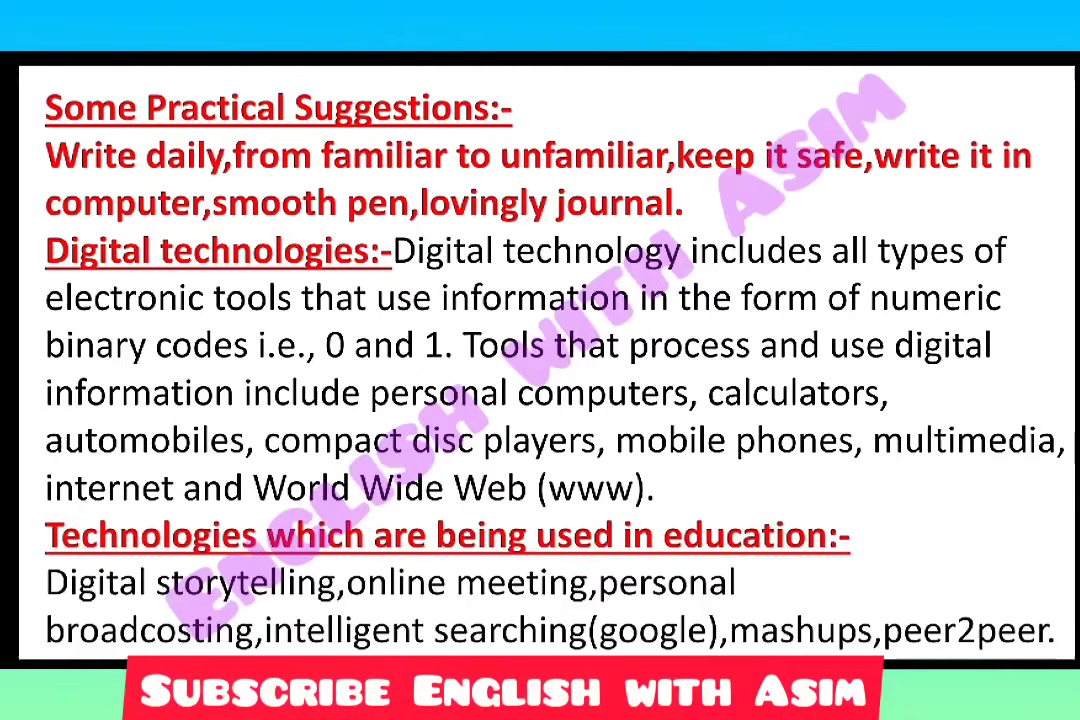 Some Practical Suggestions:-
Write daily,from familiar to unfamiliar,keep it safe,write it in
computer,smooth pen,lovingly journal.
Digital technologies:-Digital technology includes all types of
electronic tools that use information in the form of numeric
binary codes i.e., 0 and 1. Tools that process and use digital
information include personal computers, calculators,
automobiles, compact disc players, mobile phones, multimedia,
internet and World Wide Web (www).
Technologies which are being used in education:-
Digital storytelling,online meeting,personal
broadcosting,intelligent searching(google),mashups,peer2peer.
English with Asim
Subscribe English with Asim